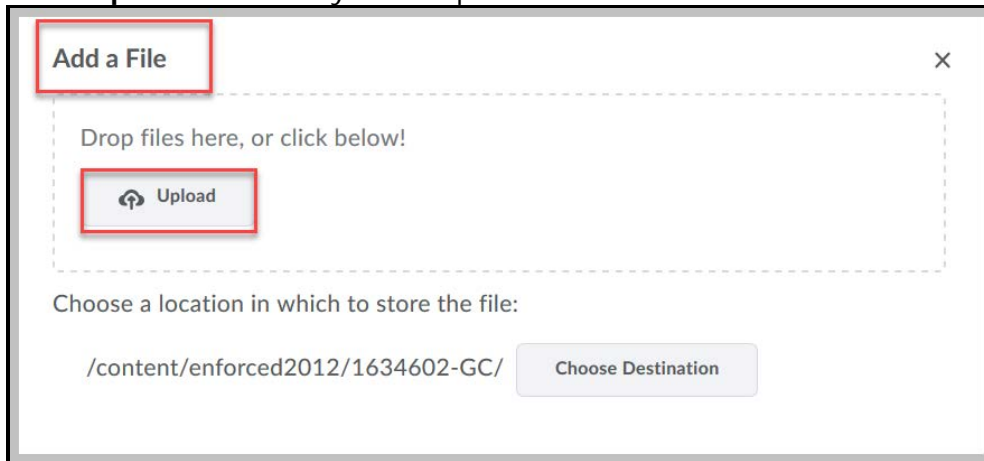 Add a File
Drop files here, or click below!
Upload
Choose a location in which to store the file:
/content/enforced2012/1634602-GC/ Choose Destination